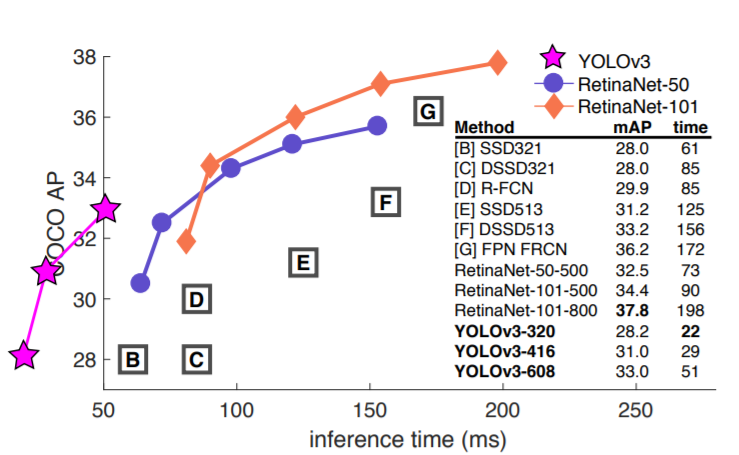 38
36
34
32
30
28
COCO AP
50 100 150 200 250
inference time (ms)
B
C
D
E
F
G
YOLOv3
RetinaNet-50
RetinaNet-101
Method mAP time
[B] SSD321 28.0 61
[C] DSSD321 28.0 85
[D] R-FCN 29.9 85
[E] SSD513 31.2 125
[F] DSSD513 33.2 156
[G] FPN FRCN 36.2 172
RetinaNet-50-500 32.5 73
RetinaNet-101-500 34.4 90
RetinaNet-101-800 37.8 198
YOLOv3-320 28.2 22
YOLOv3-416 31.0 29
YOLOv3-608 33.0 51